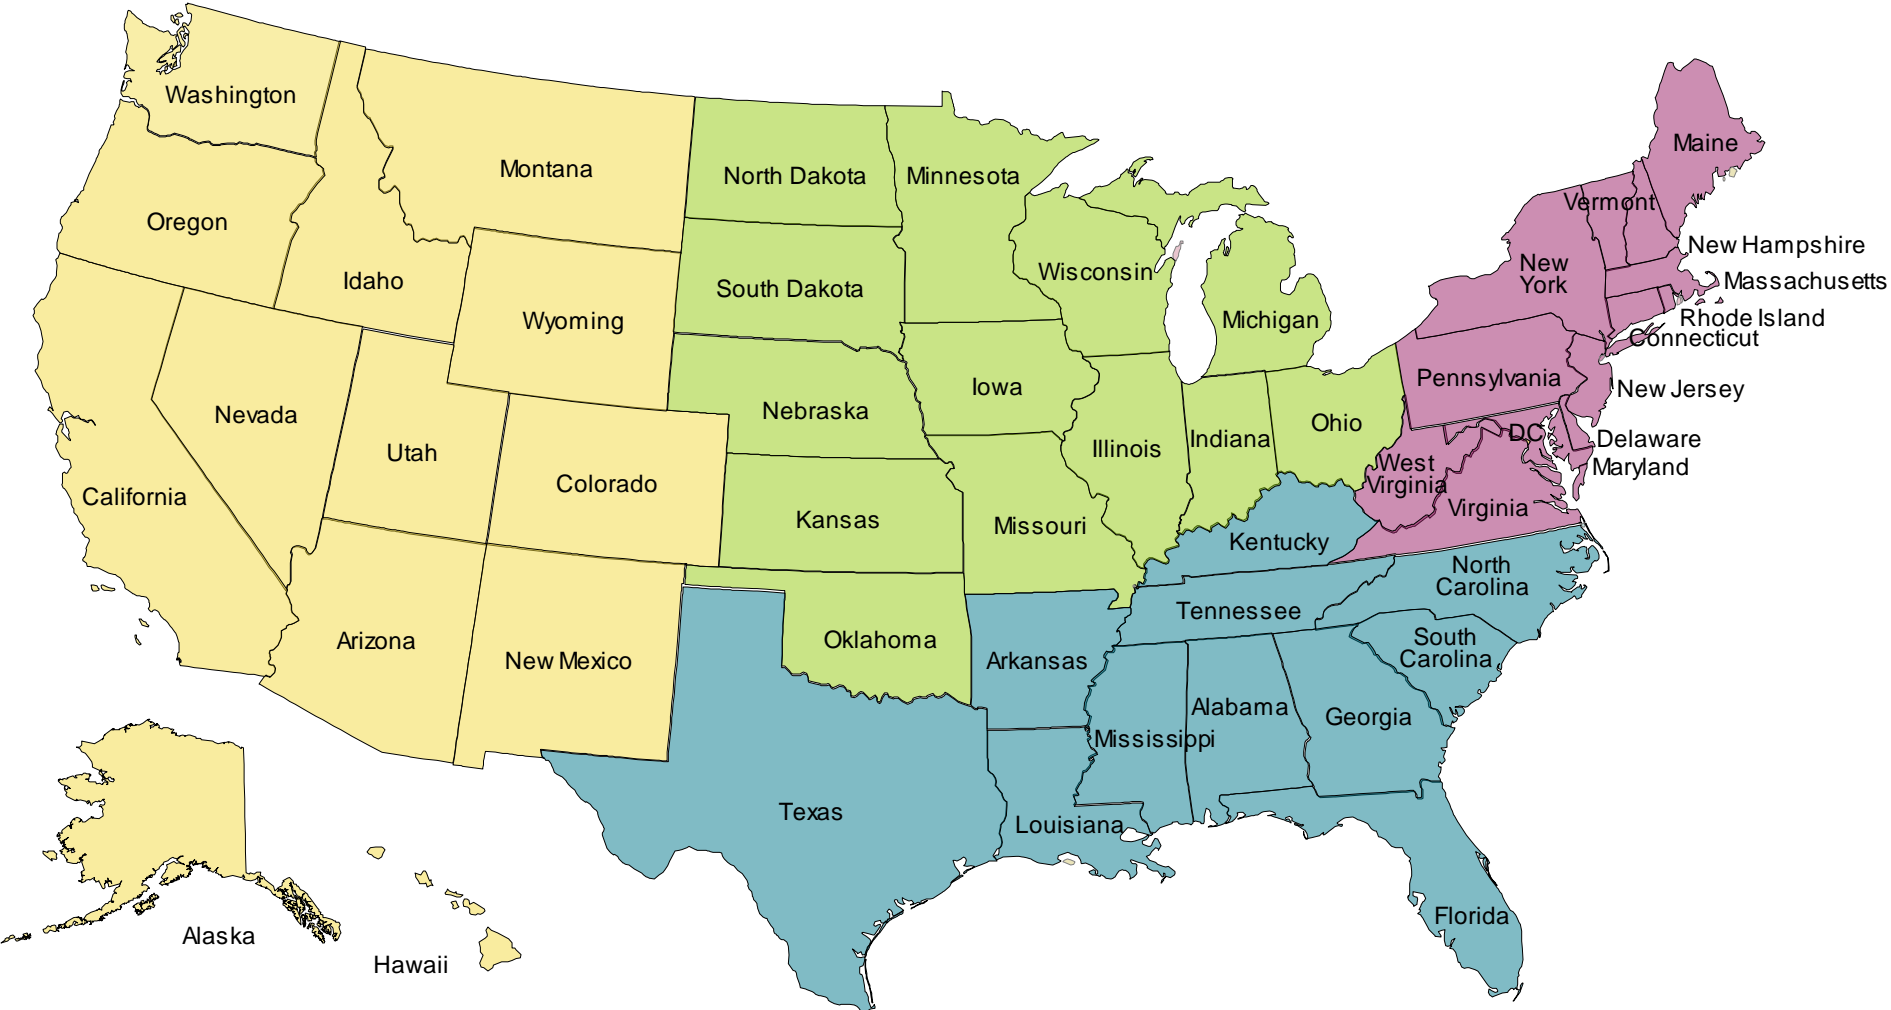 Washington
Montana
Maine
North Dakota
Minnesota
Vermont
Oregon
New Hampshire
Idaho
Wisconsin
New
York
Massachusetts
South Dakota
Wyoming
Michigan
Rhode Island
Connecticut
Pennsylvania
Iowa
New Jersey
Nevada
Nebraska
Ohio
DC
Delaware
Utah
Illinois
Indiana
West
Virginia
Maryland
California
Colorado
Virginia
Kansas
Missouri
Kentucky
North
Carolina
Tennessee
Arizona
New Mexico
Oklahoma
Arkansas
South
Carolina
Alabama
Georgia
Mississippi
Texas
Louisiana
Florida
Alaska
Hawaii